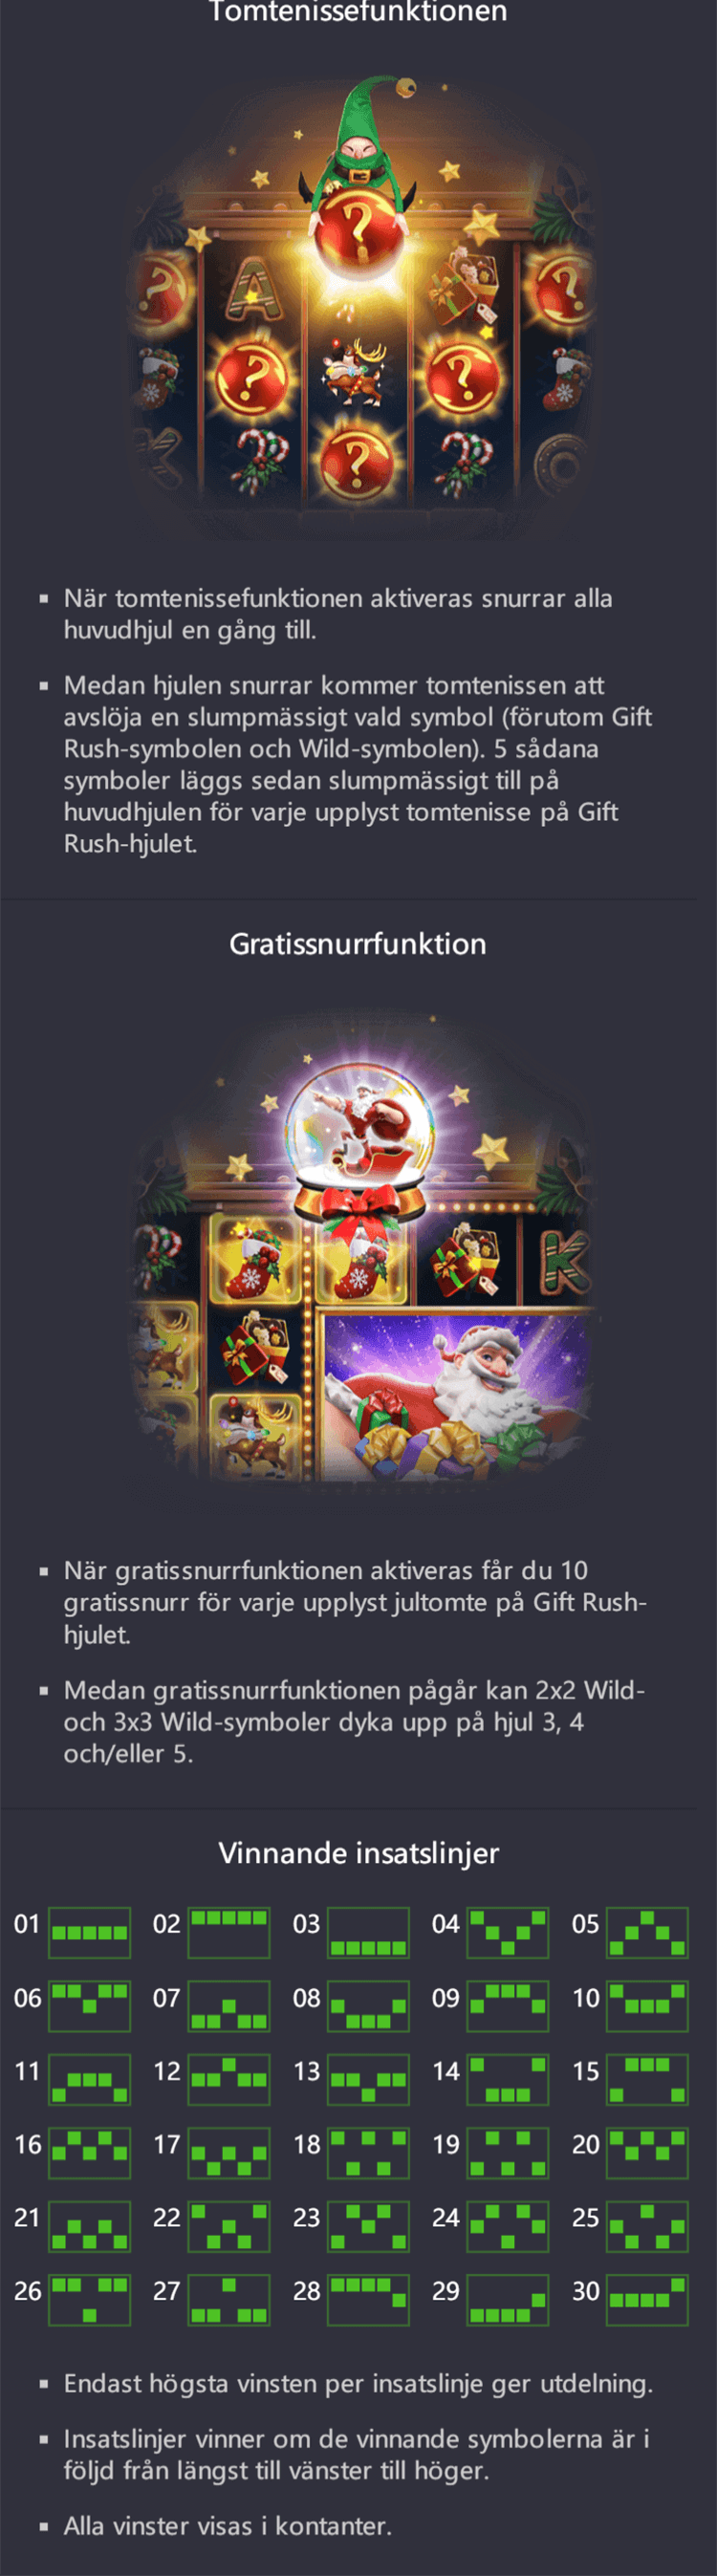 Tomtenissefunktionen
?
? A ?
? ?
K ? O
När tomtenissefunktionen aktiveras snurrar alla
huvudhjul en gång till.
Medan hjulen snurrar kommer tomtenissen att
avslöja en slumpmässigt vald symbol (förutom Gift
Rush-symbolen och Wild-symbolen). 5 sådana
symboler läggs sedan slumpmässigt till på
huvudhjulen för varje upplyst tomtenisse på Gift
Rush-hjulet.
Gratissnurrfunktion
K
När gratissnurrfunktionen aktiveras får du 10
gratissnurr för varje upplyst jultomte på Gift Rush-
hjulet.
Medan gratissnurrfunktionen pågår kan 2x2 Wild-
och 3x3 Wild-symboler dyka upp på hjul 3, 4
och/eller 5.
Vinnande insatslinjer
01 02 03 04 05
06 07 08 09 10
11 12 13 14 15
16 17 18 19 20
21 22 23 24 25
26 27 28 29 30
Endast högsta vinsten per insatslinje ger utdelning.
Insatslinjer vinner om de vinnande symbolerna är i
följd från längst till vänster till höger.
Alla vinster visas i kontanter.